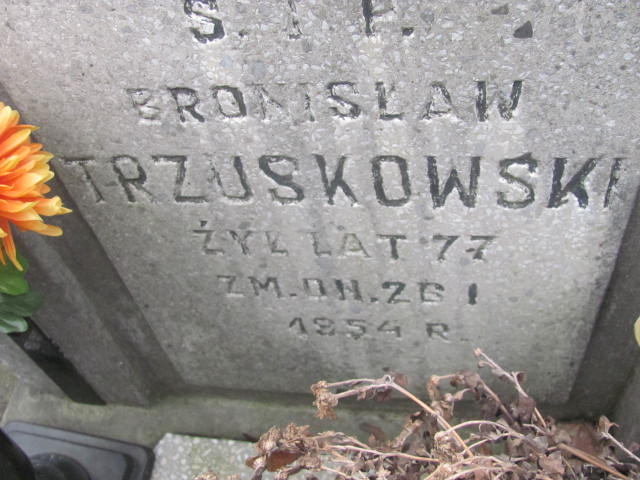 Ś. † P.
BRONISŁAW
TRZUSKOWSKI
ŻYŁ LAT 77
ZM. DN. 26 I
1954 R.